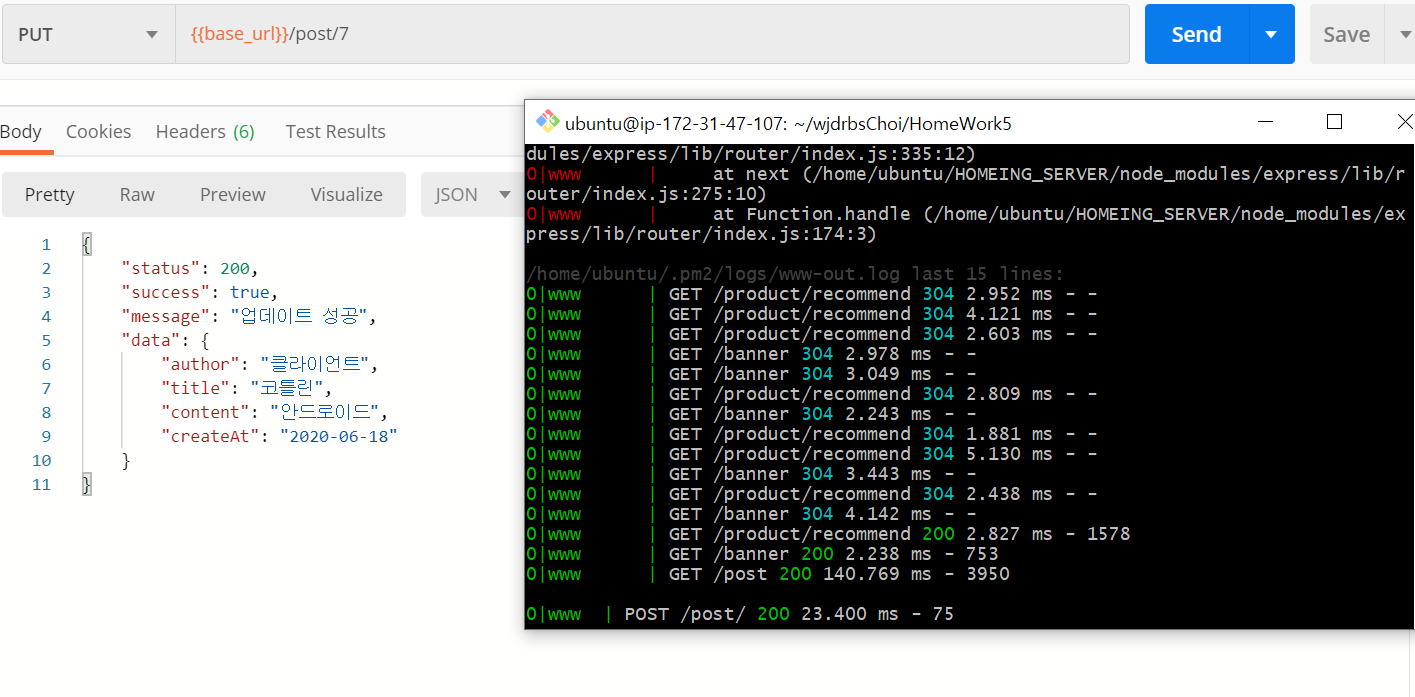 PUT {{base_url}}/post/7 Send Save
Body Cookies Headers (6) Test Results
Pretty Raw Preview Visualize JSON
1 {
2 "status": 200,
3 "success": true,
4 "message": "업데이트 성공",
5 "data": {
6 "author": "클라이언트",
7 "title": "코틀린",
8 "content": "안드로이드",
9 "createAt": "2020-06-18"
10 }
11 }
ubuntu@ip-172-31-47-107: ~/wjdrbsChoi/HomeWork5
dules/express/lib/router/index.js:335:12)
0|www | at next (/home/ubuntu/HOMEING_SERVER/node_modules/express/lib/r
outer/index.js:275:10)
0|www | at Function.handle (/home/ubuntu/HOMEING_SERVER/node_modules/ex
press/lib/router/index.js:174:3)
/home/ubuntu/.pm2/logs/www-out.log last 15 lines:
0|www | GET /product/recommend 304 2.952 ms - -
0|www | GET /product/recommend 304 4.121 ms - -
0|www | GET /product/recommend 304 2.603 ms - -
0|www | GET /banner 304 2.978 ms - -
0|www | GET /banner 304 3.049 ms - -
0|www | GET /product/recommend 304 2.809 ms - -
0|www | GET /banner 304 2.243 ms - -
0|www | GET /product/recommend 304 1.881 ms - -
0|www | GET /product/recommend 304 5.130 ms - -
0|www | GET /banner 304 3.443 ms - -
0|www | GET /product/recommend 304 2.438 ms - -
0|www | GET /banner 304 4.142 ms - -
0|www | GET /product/recommend 200 2.827 ms - 1578
0|www | GET /banner 200 2.238 ms - 753
0|www | GET /post 200 140.769 ms - 3950
0|www | POST /post/ 200 23.400 ms - 75